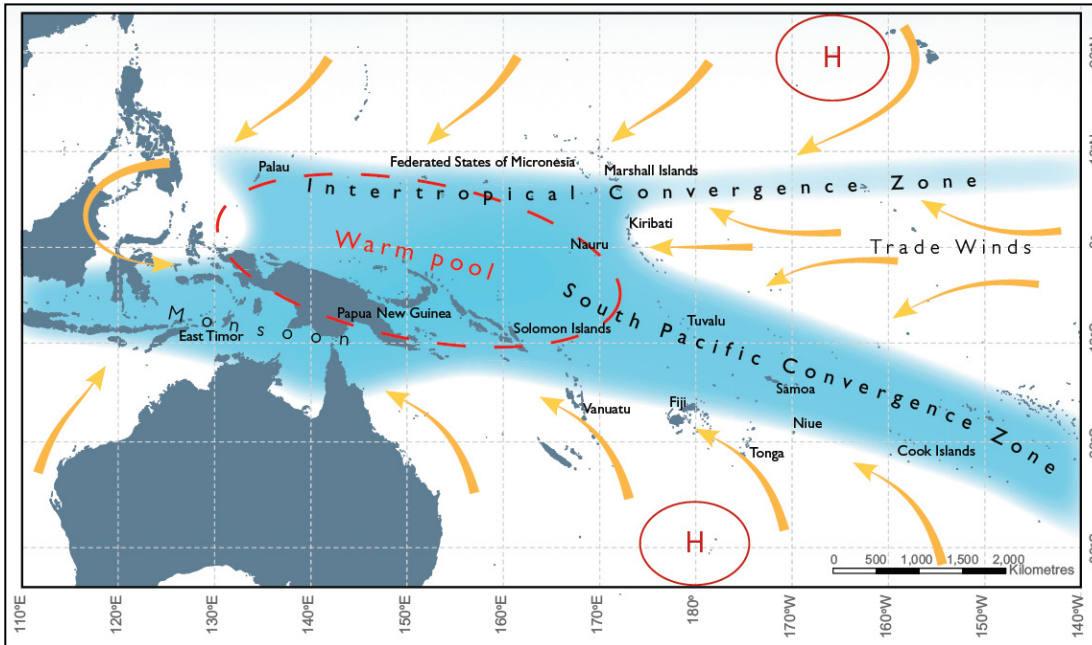 H
Palau
Federated States of Micronesia
Marshall Islands
Intertropical Convergence Zone
Kiribati
Nauru
Trade Winds
Warm pool
South Pacific Convergence Zone
Monsoon
East Timor
Papua New Guinea
Solomon Islands
Tuvalu
Samoa
Vanuatu
Fiji
Niue
Tonga
Cook Islands
H
0 500 1,000 1,500 2,000
Kilometres
110°E 120°E 130°E 140°E 150°E 160°E 170°E 180° 170°W 160°W 150°W 140°W